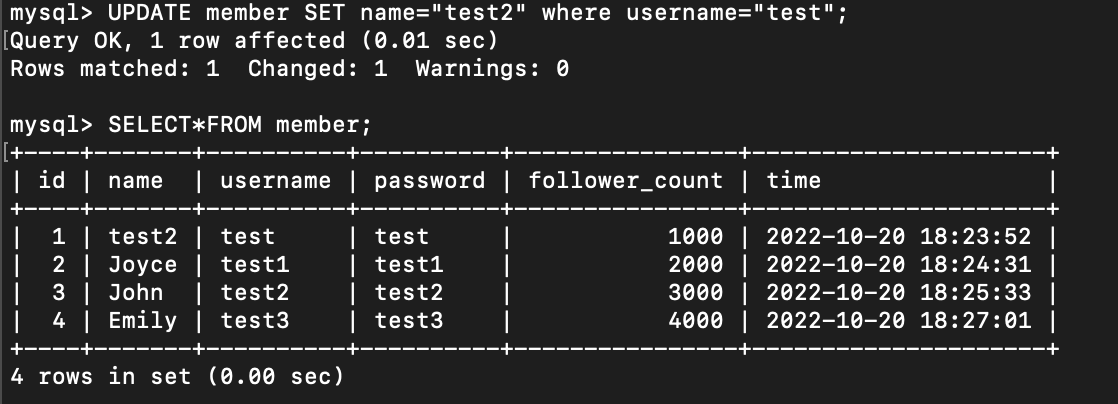 mysql> UPDATE member SET name="test2" where username="test";
Query OK, 1 row affected (0.01 sec)
Rows matched: 1  Changed: 1  Warnings: 0
mysql> SELECT*FROM member;
+----+-------+----------+----------+----------------+---------------------+
| id | name  | username | password | follower_count | time                |
+----+-------+----------+----------+----------------+---------------------+
|  1 | test2 | test     | test     |           1000 | 2022-10-20 18:23:52 |
|  2 | Joyce | test1    | test1    |           2000 | 2022-10-20 18:24:31 |
|  3 | John  | test2    | test2    |           3000 | 2022-10-20 18:25:33 |
|  4 | Emily | test3    | test3    |           4000 | 2022-10-20 18:27:01 |
+----+-------+----------+----------+----------------+---------------------+
4 rows in set (0.00 sec)